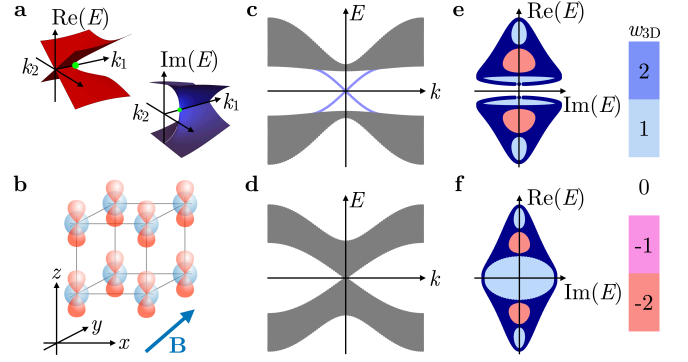 a
Re(E)
k₁
k₂
Im(E)
k₁
k₂
b
z
y
x
B
c
E
k
d
E
k
e
Re(E)
Im(E)
f
Re(E)
Im(E)
w₃D
2
1
0
-1
-2